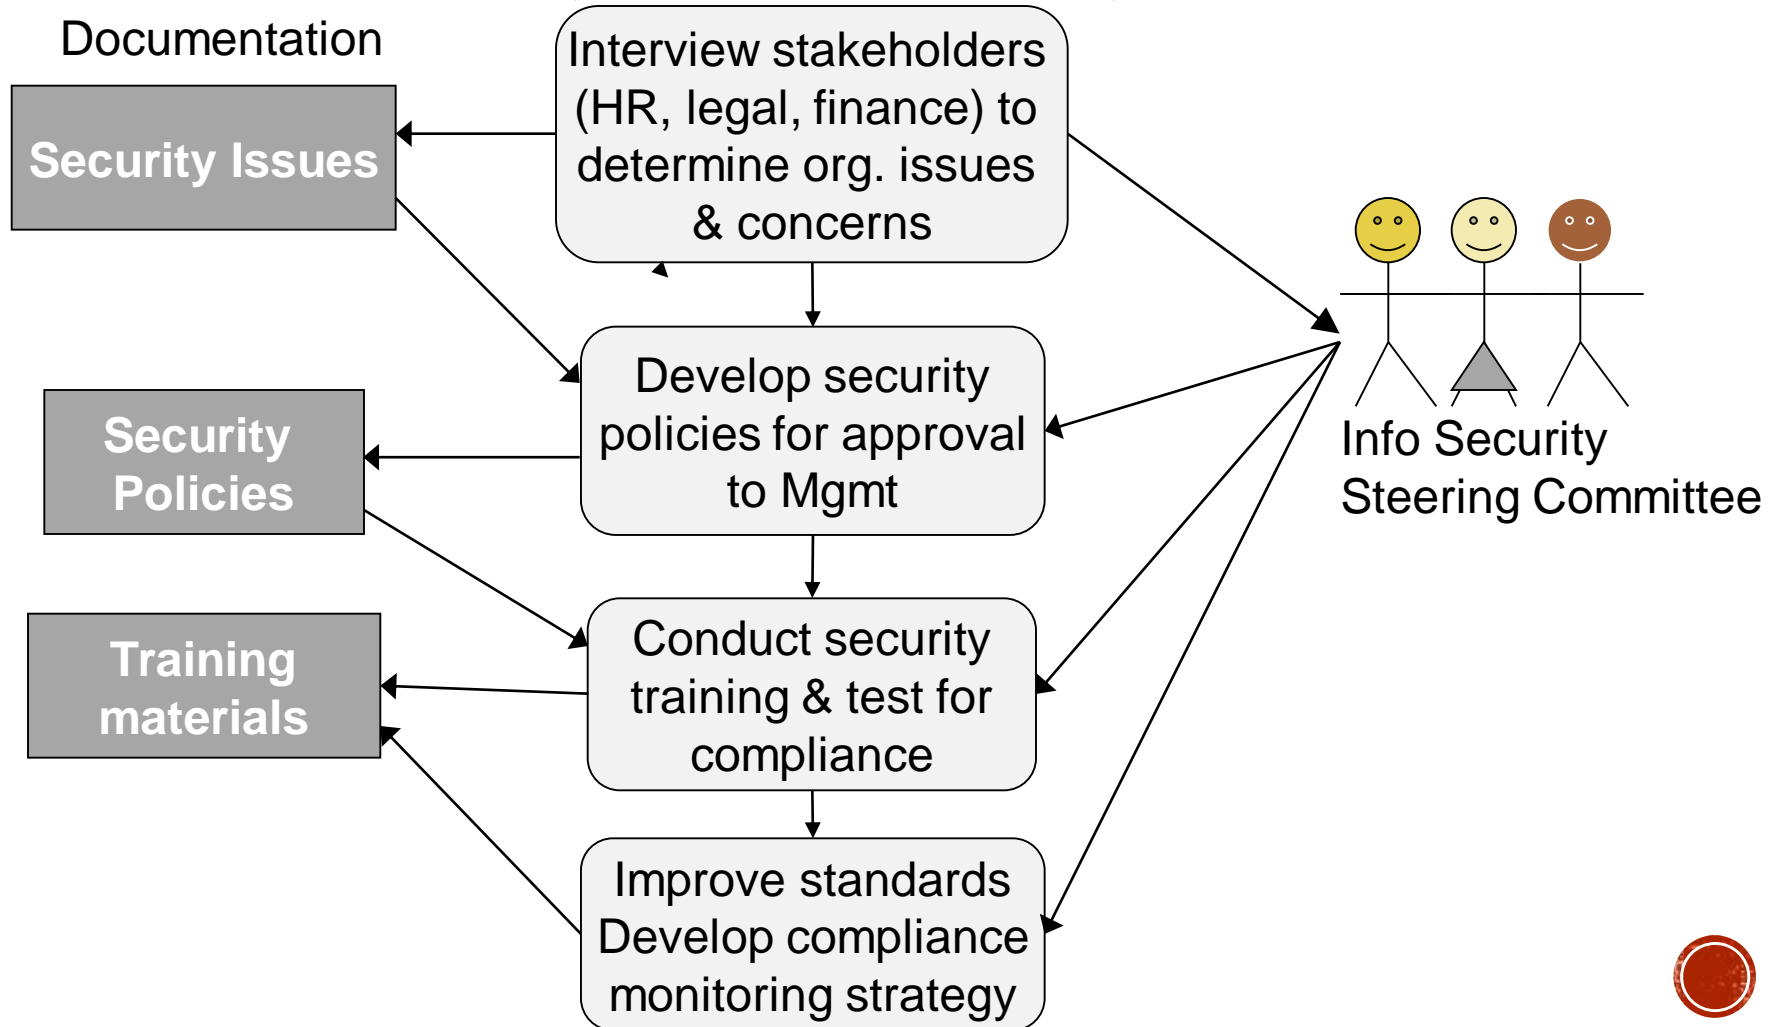 Documentation
Interview stakeholders
(HR, legal, finance) to
determine org. issues
& concerns
Security Issues
Develop security
policies for approval
to Mgmt
Security
Policies
Info Security
Steering Committee
Conduct security
training & test for
compliance
Training
materials
Improve standards
Develop compliance
monitoring strategy